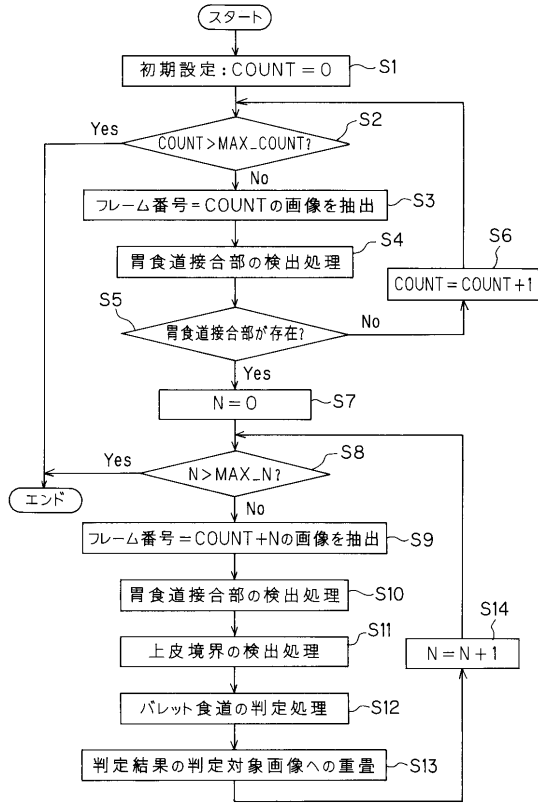 スタート
初期設定:COUNT=0
S1
Yes
COUNT>MAX_COUNT?
S2
No
フレーム番号=COUNTの画像を抽出
S3
胃食道接合部の検出処理
S4
S5
胃食道接合部が存在?
No
COUNT=COUNT+1
S6
Yes
N=0
S7
Yes
N>MAX_N?
S8
エンド
No
フレーム番号=COUNT+Nの画像を抽出
S9
胃食道接合部の検出処理
S10
上皮境界の検出処理
S11
N=N+1
S14
バレット食道の判定処理
S12
判定結果の判定対象画像への重畳
S13